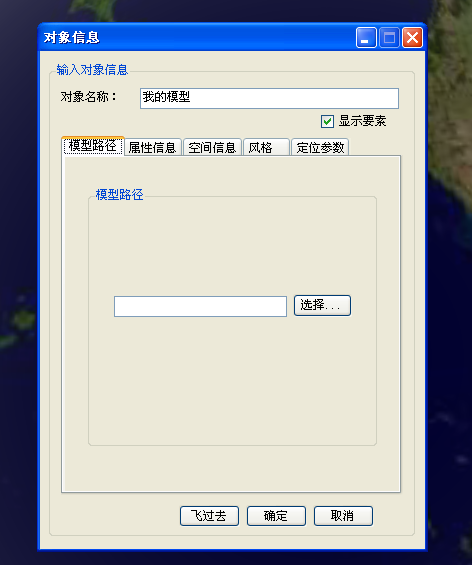 对象信息
输入对象信息
对象名称： 我的模型
显示要素
模型路径 属性信息 空间信息 风格 定位参数
模型路径
选择...
飞过去 确定 取消